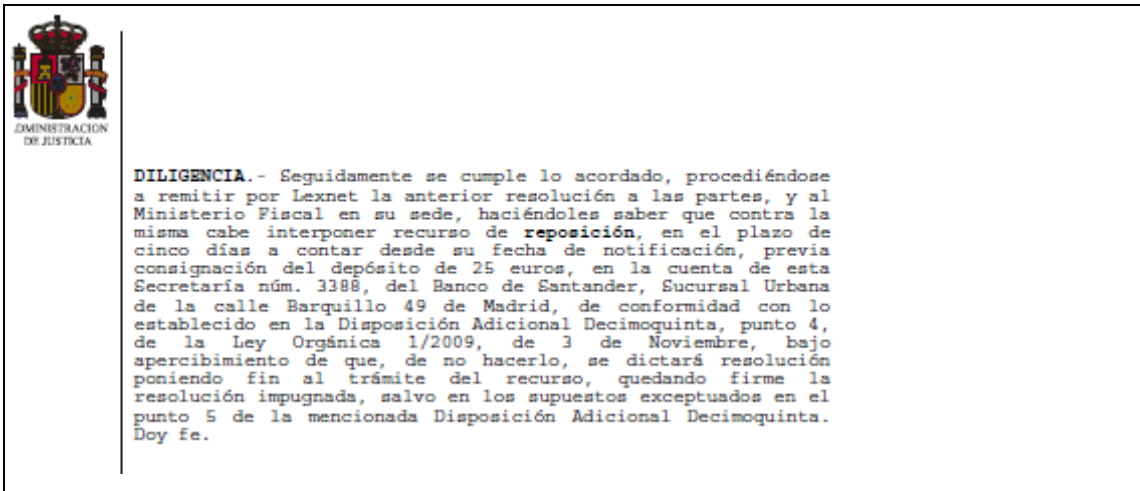 DMINISTRACION
DE JUSTICIA
DILIGENCIA.- Seguidamente se cumple lo acordado, procediéndose
a remitir por Lexnet la anterior resolución a las partes, y al
Ministerio Fiscal en su sede, haciéndoles saber que contra la
misma cabe interponer recurso de reposición, en el plazo de
cinco días a contar desde su fecha de notificación, previa
consignación del depósito de 25 euros, en la cuenta de esta
Secretaría núm. 3388, del Banco de Santander, Sucursal Urbana
de la calle Barquillo 49 de Madrid, de conformidad con lo
establecido en la Disposición Adicional Decimoquinta, punto 4,
de la Ley Orgánica 1/2009, de 3 de Noviembre, bajo
apercibimiento de que, de no hacerlo, se dictará resolución
poniendo fin al trámite del recurso, quedando firme la
resolución impugnada, salvo en los supuestos exceptuados en el
punto 5 de la mencionada Disposición Adicional Decimoquinta.
Doy fe.